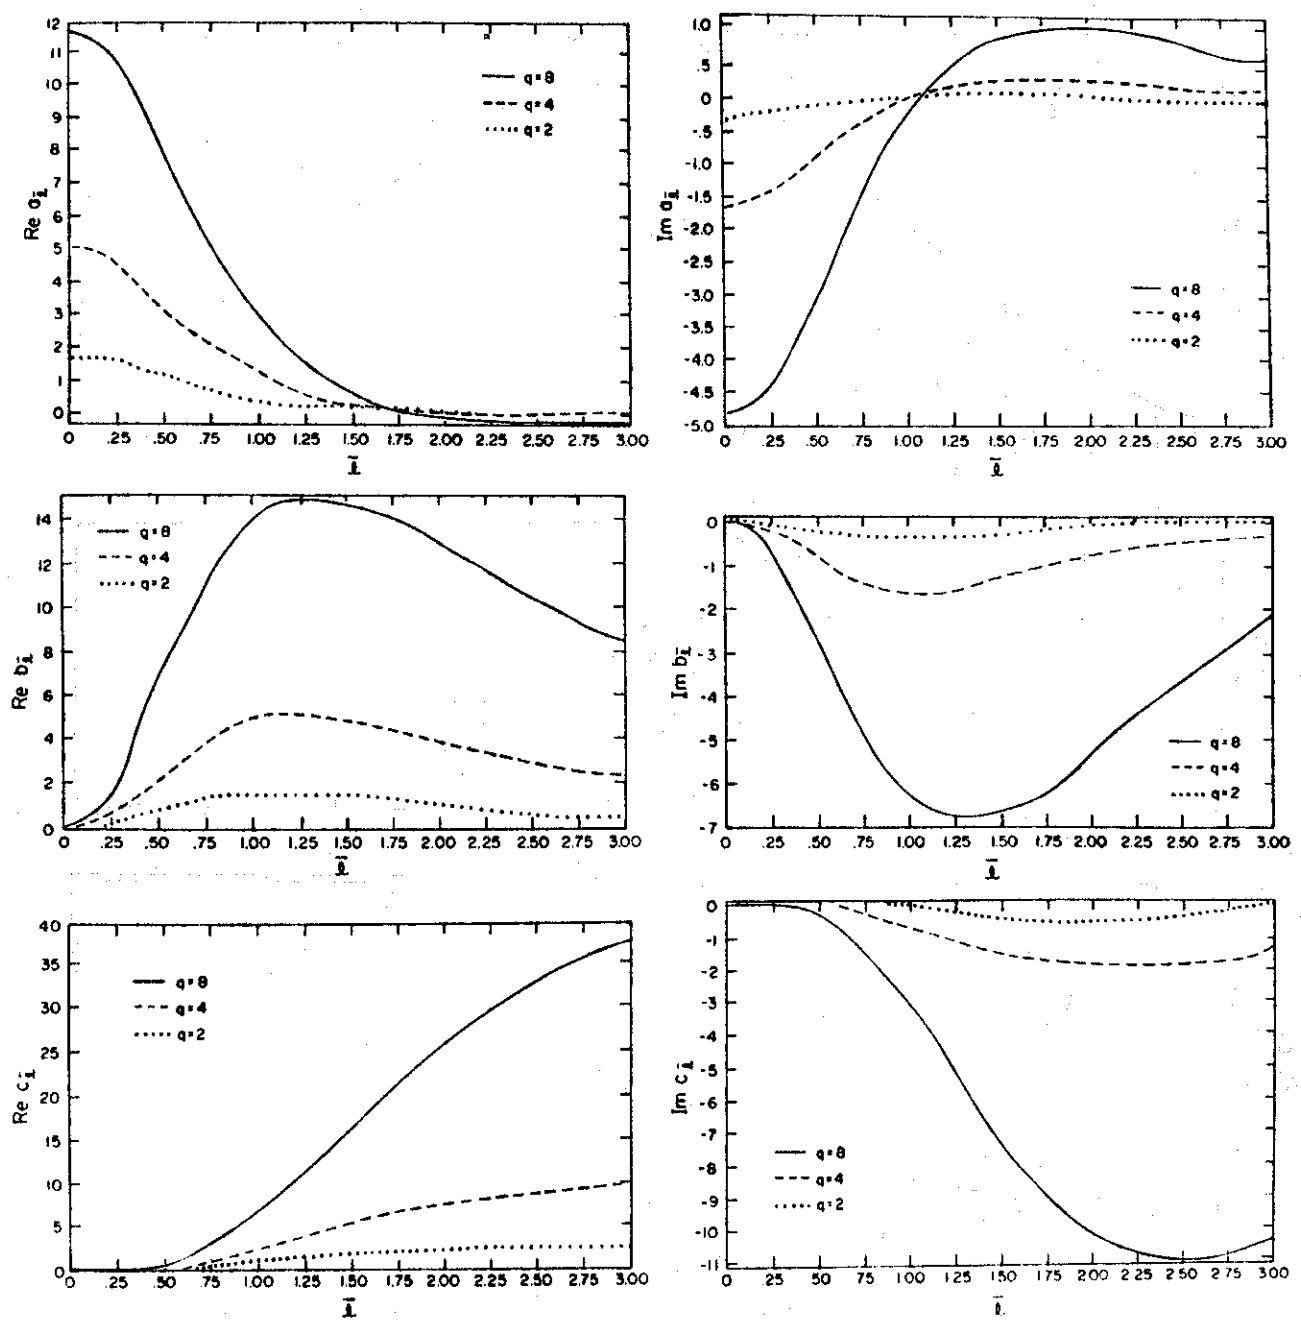 Re a_l̄
12
11
10
9
8
7
6
5
4
3
2
1
0
q=8
q=4
q=2
0 .25 .50 .75 1.00 1.25 1.50 1.75 2.00 2.25 2.50 2.75 3.00
l̄
Im a_l̄
1.0
.5
0
-.5
-1.0
-1.5
-2.0
-2.5
-3.0
-3.5
-4.0
-4.5
-5.0
q=8
q=4
q=2
0 .25 .50 .75 1.00 1.25 1.50 1.75 2.00 2.25 2.50 2.75 3.00
l̄
Re b_l̄
14
12
10
8
6
4
2
0
q=8
q=4
q=2
0 .25 .50 .75 1.00 1.25 1.50 1.75 2.00 2.25 2.50 2.75 3.00
l̄
Im b_l̄
0
-1
-2
-3
-4
-5
-6
-7
q=8
q=4
q=2
0 .25 .50 .75 1.00 1.25 1.50 1.75 2.00 2.25 2.50 2.75 3.00
l̄
Re c_l̄
40
35
30
25
20
15
10
5
0
q=8
q=4
q=2
0 .25 .50 .75 1.00 1.25 1.50 1.75 2.00 2.25 2.50 2.75 3.00
l̄
Im c_l̄
0
-1
-2
-3
-4
-5
-6
-7
-8
-9
-10
-11
q=8
q=4
q=2
0 .25 .50 .75 1.00 1.25 1.50 1.75 2.00 2.25 2.50 2.75 3.00
l̄